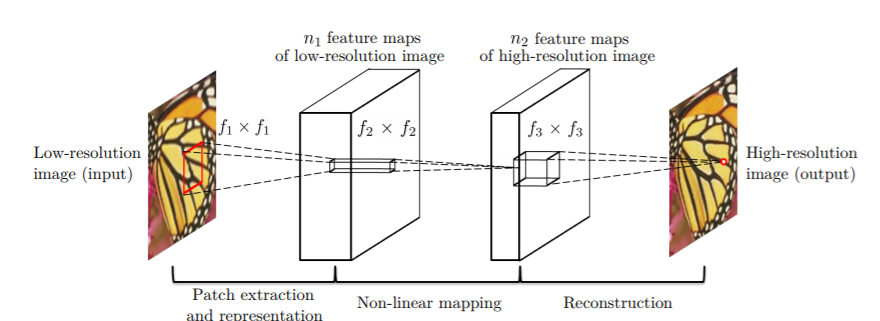 n₁ feature maps
of low-resolution image
n₂ feature maps
of high-resolution image
f₁ × f₁
f₂ × f₂
f₃ × f₃
Low-resolution
image (input)
High-resolution
image (output)
Patch extraction
and representation
Non-linear mapping
Reconstruction